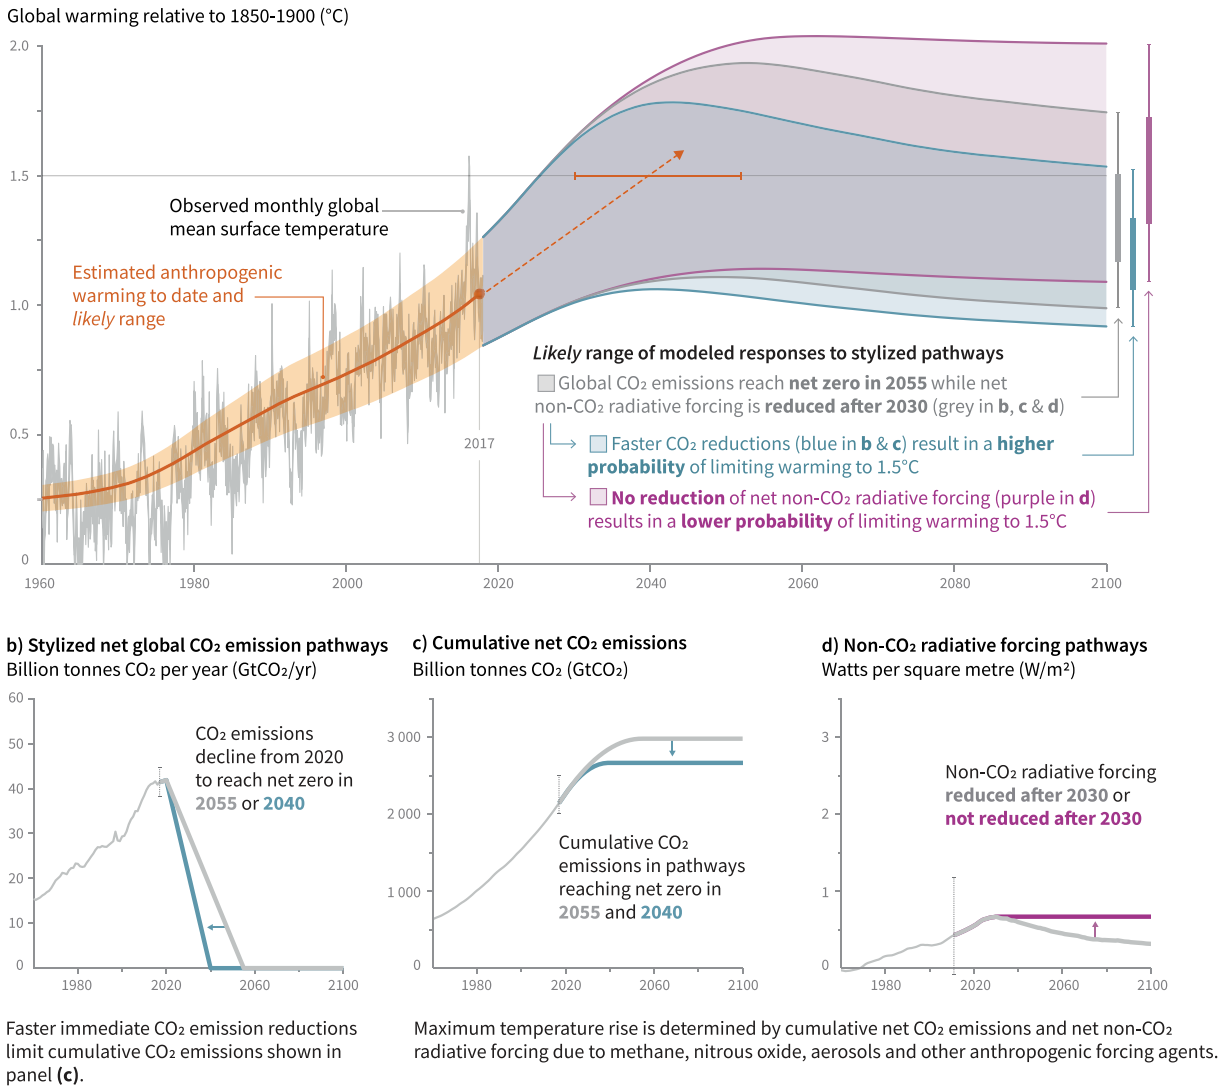 Global warming relative to 1850-1900 (°C)
2.0
1.5
1.0
0.5
0
Observed monthly global
mean surface temperature
Estimated anthropogenic
warming to date and
likely range
2017
Likely range of modeled responses to stylized pathways
Global CO₂ emissions reach net zero in 2055 while net
non-CO₂ radiative forcing is reduced after 2030 (grey in b, c & d)
Faster CO₂ reductions (blue in b & c) result in a higher
probability of limiting warming to 1.5°C
No reduction of net non-CO₂ radiative forcing (purple in d)
results in a lower probability of limiting warming to 1.5°C
1960 1980 2000 2020 2040 2060 2080 2100
b) Stylized net global CO₂ emission pathways
Billion tonnes CO₂ per year (GtCO₂/yr)
60
50
40
30
20
10
0
CO₂ emissions
decline from 2020
to reach net zero in
2055 or 2040
1980 2020 2060 2100
c) Cumulative net CO₂ emissions
Billion tonnes CO₂ (GtCO₂)
3 000
2 000
1 000
0
Cumulative CO₂
emissions in pathways
reaching net zero in
2055 and 2040
1980 2020 2060 2100
d) Non-CO₂ radiative forcing pathways
Watts per square metre (W/m²)
3
2
1
0
Non-CO₂ radiative forcing
reduced after 2030 or
not reduced after 2030
1980 2020 2060 2100
Faster immediate CO₂ emission reductions
limit cumulative CO₂ emissions shown in
panel (c).
Maximum temperature rise is determined by cumulative net CO₂ emissions and net non-CO₂
radiative forcing due to methane, nitrous oxide, aerosols and other anthropogenic forcing agents.